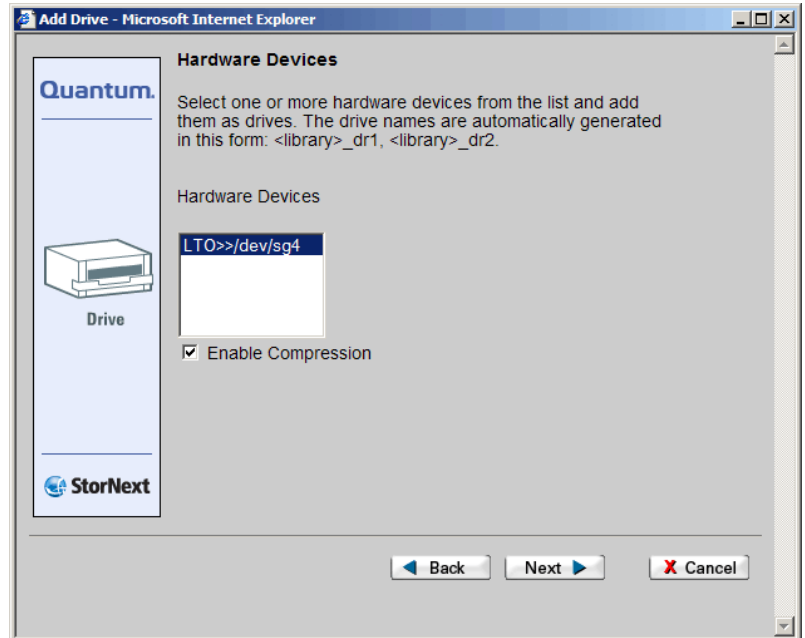 Add Drive - Microsoft Internet Explorer
Quantum.
Hardware Devices
Select one or more hardware devices from the list and add
them as drives. The drive names are automatically generated
in this form: <library>_dr1, <library>_dr2.
Hardware Devices
LTO>>/dev/sg4
Enable Compression
Drive
StorNext
Back
Next
X Cancel